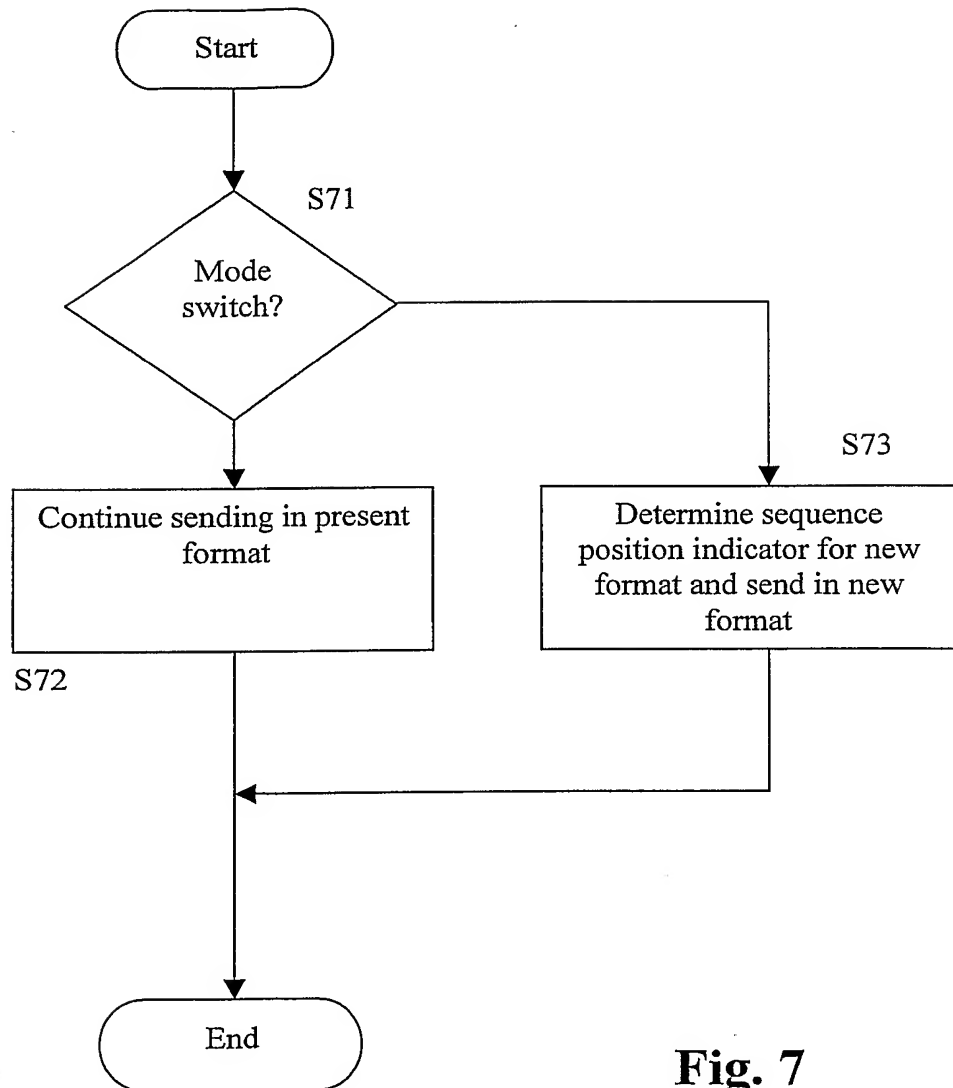 Start
S71
Mode
switch?
S73
Continue sending in present
format
Determine sequence
position indicator for new
format and send in new
format
S72
End
Fig. 7